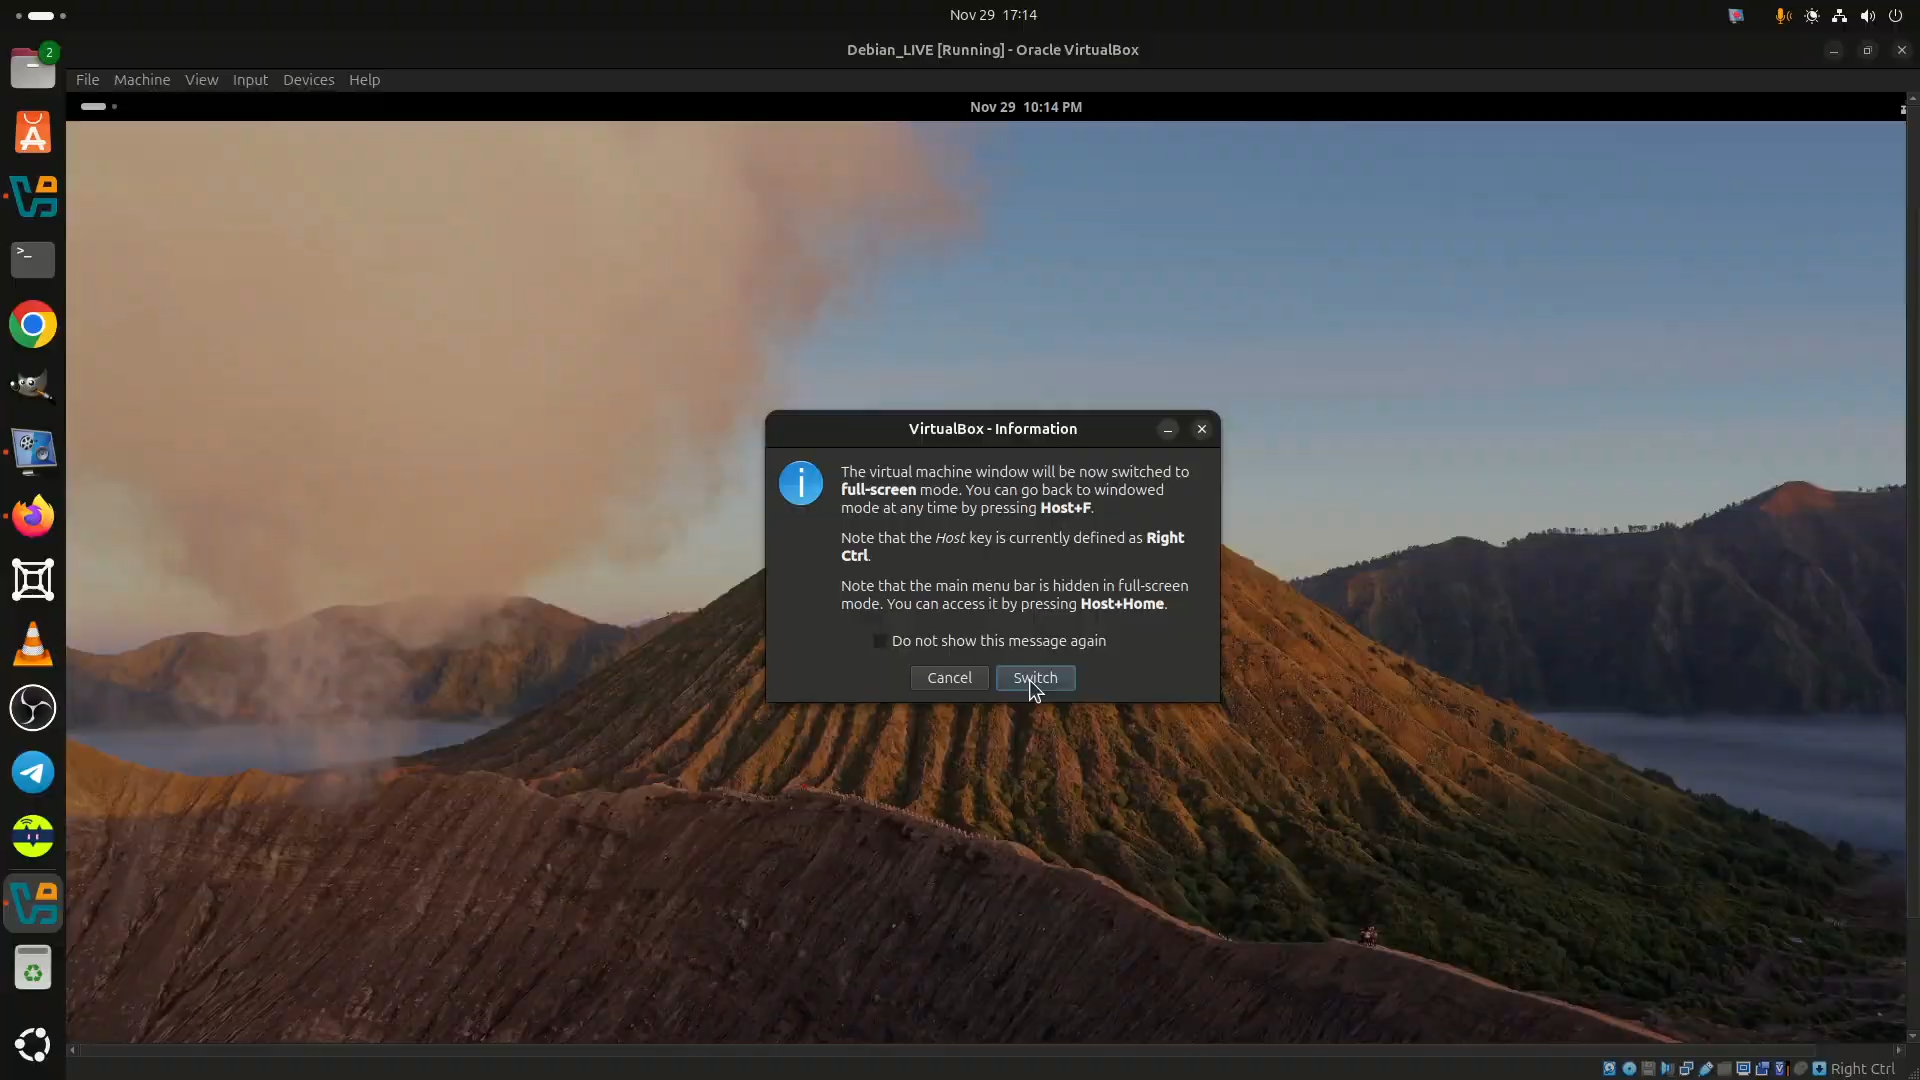 Nov 29 17:14
Debian_LIVE [Running] - Oracle VirtualBox
2
File Machine View Input Devices Help
Nov 29 10:14 PM
VirtualBox - Information
The virtual machine window will be now switched to
full-screen mode. You can go back to windowed
mode at any time by pressing Host+F.
Note that the Host key is currently defined as Right
Ctrl.
Note that the main menu bar is hidden in full-screen
mode. You can access it by pressing Host+Home.
Do not show this message again
Cancel Switch
Right Ctrl